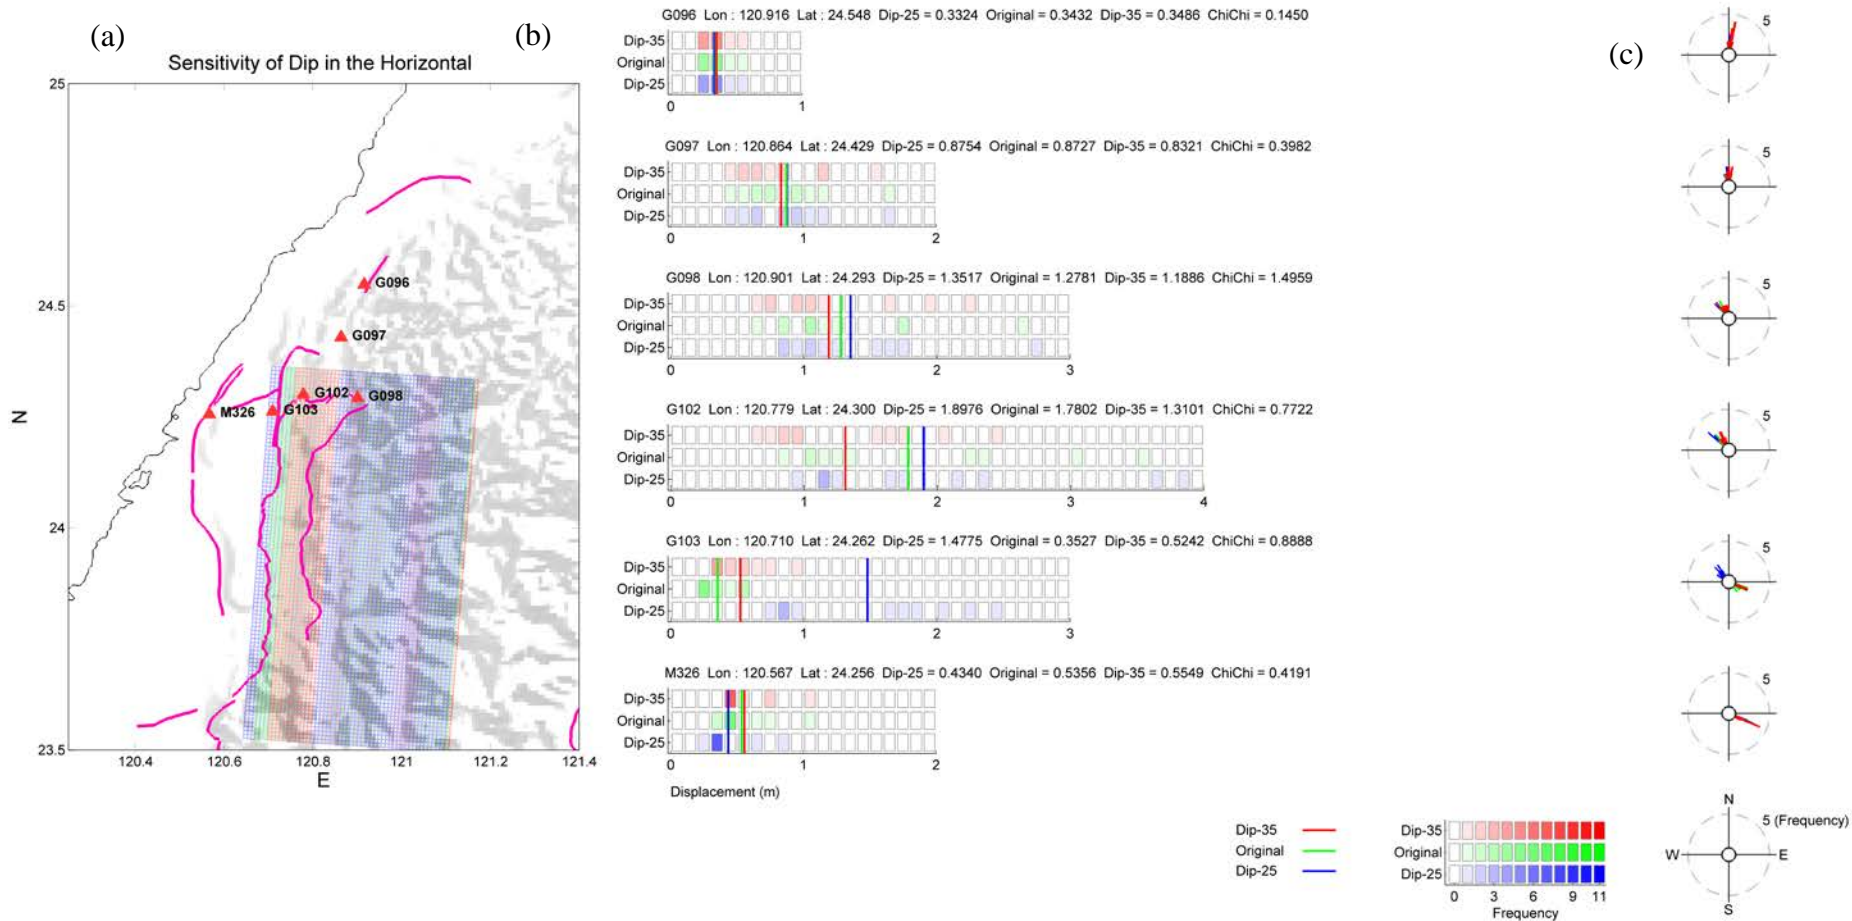 (a)
Sensitivity of Dip in the Horizontal
25
24.5
24
23.5
N
120.4 120.6 120.8 121 121.2 121.4
E
G096
G097
G102
G098
G103
M326
(b)
G096 Lon : 120.916 Lat : 24.548 Dip-25 = 0.3324 Original = 0.3432 Dip-35 = 0.3486 ChiChi = 0.1450
Dip-35
Original
Dip-25
0 1
G097 Lon : 120.864 Lat : 24.429 Dip-25 = 0.8754 Original = 0.8727 Dip-35 = 0.8321 ChiChi = 0.3982
Dip-35
Original
Dip-25
0 1 2
G098 Lon : 120.901 Lat : 24.293 Dip-25 = 1.3517 Original = 1.2781 Dip-35 = 1.1886 ChiChi = 1.4959
Dip-35
Original
Dip-25
0 1 2 3
G102 Lon : 120.779 Lat : 24.300 Dip-25 = 1.8976 Original = 1.7802 Dip-35 = 1.3101 ChiChi = 0.7722
Dip-35
Original
Dip-25
0 1 2 3 4
G103 Lon : 120.710 Lat : 24.262 Dip-25 = 1.4775 Original = 0.3527 Dip-35 = 0.5242 ChiChi = 0.8888
Dip-35
Original
Dip-25
0 1 2 3
M326 Lon : 120.567 Lat : 24.256 Dip-25 = 0.4340 Original = 0.5356 Dip-35 = 0.5549 ChiChi = 0.4191
Dip-35
Original
Dip-25
0 1 2
Displacement (m)
Dip-35
Original
Dip-25
Dip-35
Original
Dip-25
0 3 6 9 11
Frequency
(c)
5
5
5
5
5
5
N
5 (Frequency)
W E
S